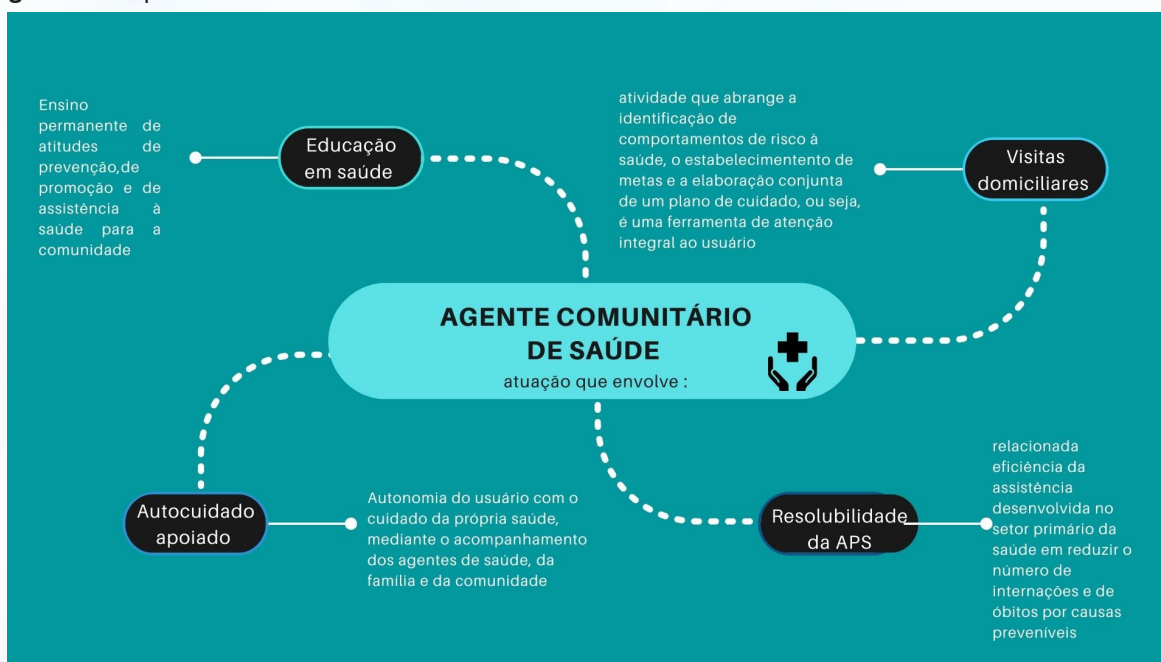 Ensino
permanente de
atitudes de
prevenção,de
promoção e de
assistência à
saúde para a
comunidade
Educação
em saúde
atividade que abrange a
identificação de
comportamentos de risco à
saúde, o estabelecimentento de
metas e a elaboração conjunta
de um plano de cuidado, ou seja,
é uma ferramenta de atenção
integral ao usuário
Visitas
domiciliares
AGENTE COMUNITÁRIO
DE SAÚDE
atuação que envolve :
Autocuidado
apoiado
Autonomia do usuário com o
cuidado da própria saúde,
mediante o acompanhamento
dos agentes de saúde, da
família e da comunidade
Resolubilidade
da APS
relacionada
eficiência da
assistência
desenvolvida no
setor primário da
saúde em reduzir o
número de
internações e de
óbitos por causas
preveníveis